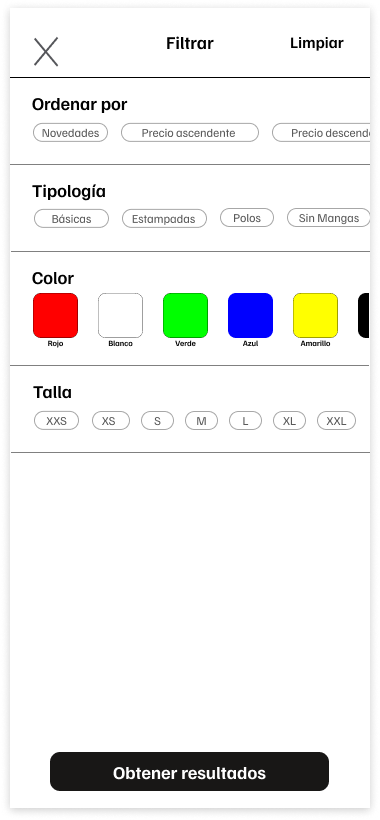 Filtrar Limpiar
Ordenar por
Novedades Precio ascendente Precio descend
Tipología
Básicas Estampadas Polos Sin Mangas
Color
Rojo Blanco Verde Azul Amarillo
Talla
XXS XS S M L XL XXL
Obtener resultados